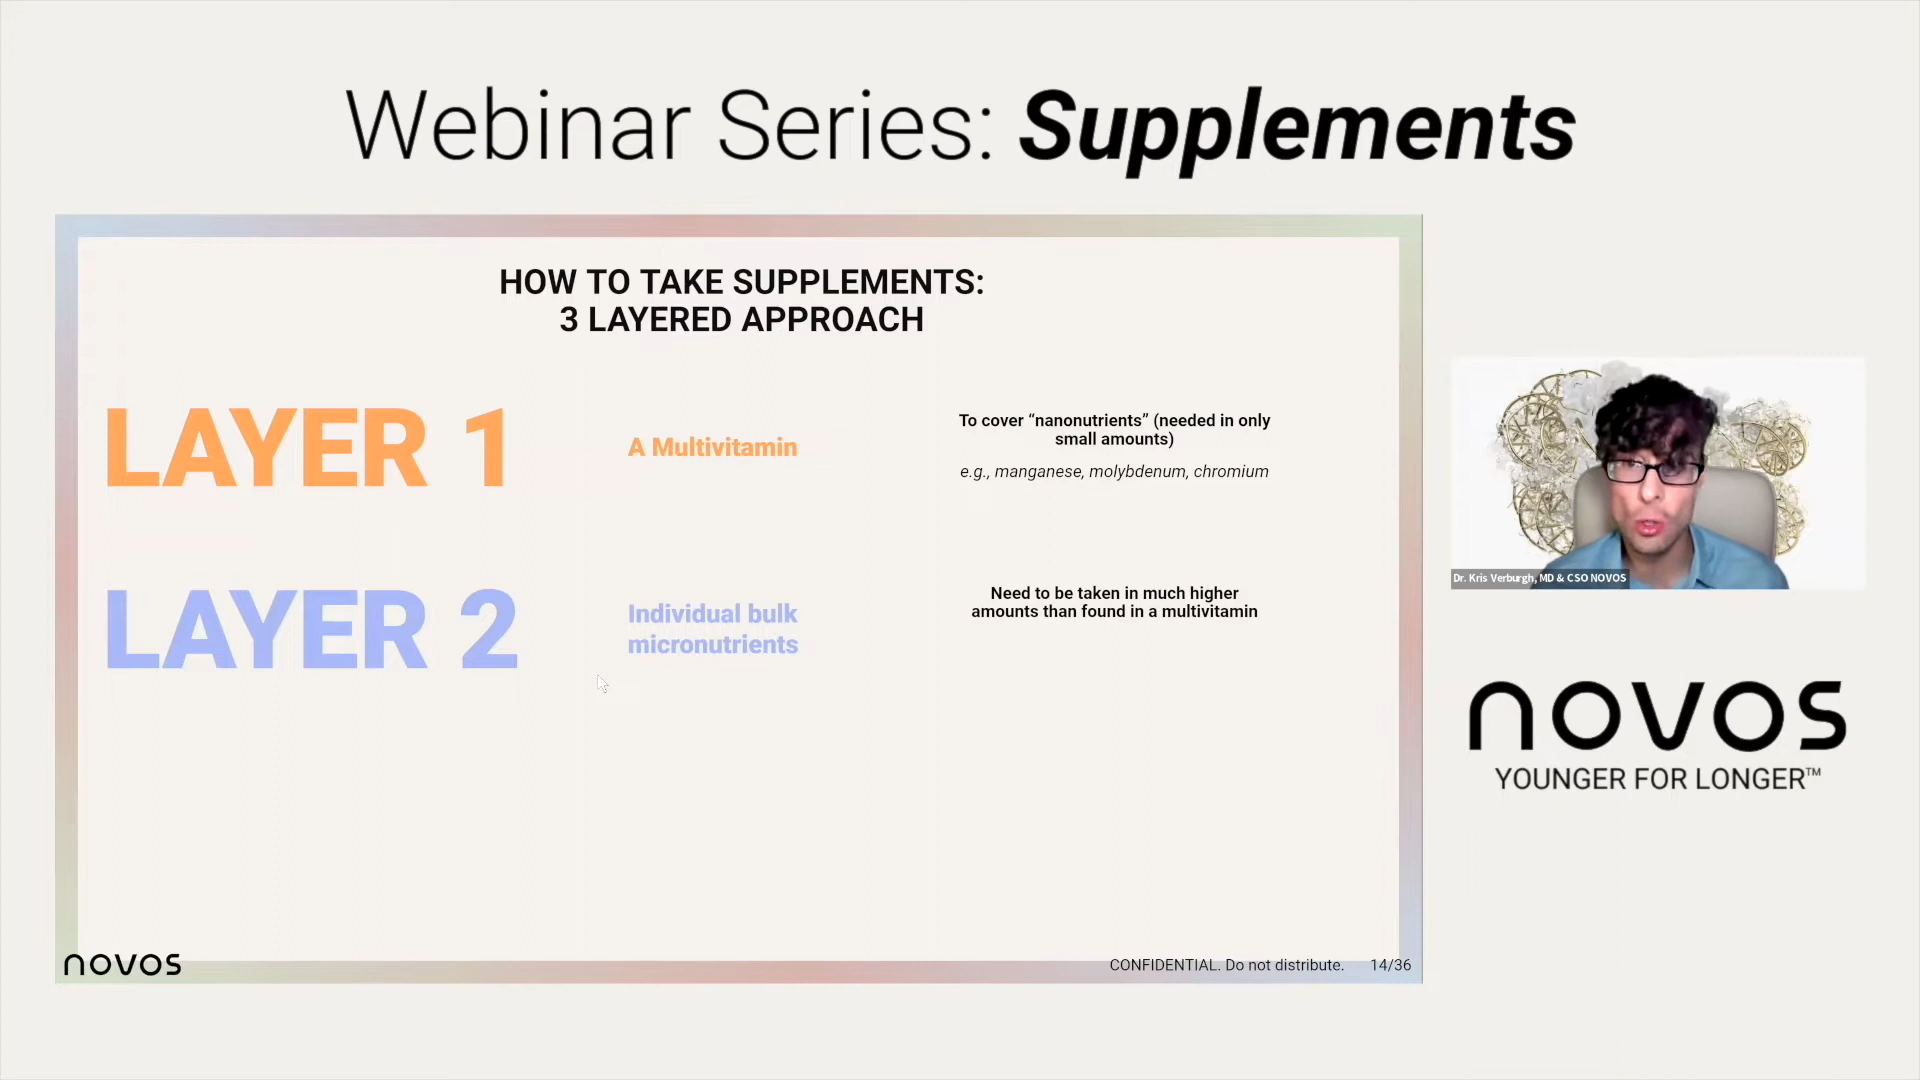 Webinar Series: Supplements
HOW TO TAKE SUPPLEMENTS:
3 LAYERED APPROACH
LAYER 1
A Multivitamin
To cover “nanonutrients” (needed in only
small amounts)
e.g., manganese, molybdenum, chromium
LAYER 2
Individual bulk
micronutrients
Need to be taken in much higher
amounts than found in a multivitamin
novos
CONFIDENTIAL. Do not distribute. 14/36
Dr. Kris Verburgh, MD & CSO NOVOS
novos
YOUNGER FOR LONGER™